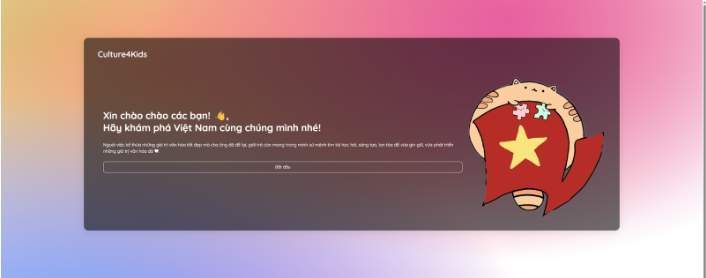 Culture4Kids
Xin chào chào các bạn! 👋,
Hãy khám phá Việt Nam cùng chúng mình nhé!
Ngoài việc kế thừa những giá trị văn hóa tốt đẹp mà cha ông đã để lại, giới trẻ còn mang trong mình sứ mệnh tìm tòi học hỏi, sáng tạo, lan tỏa để vừa gìn giữ, vừa phát triển
những giá trị văn hóa đó 🖤.
Bắt đầu